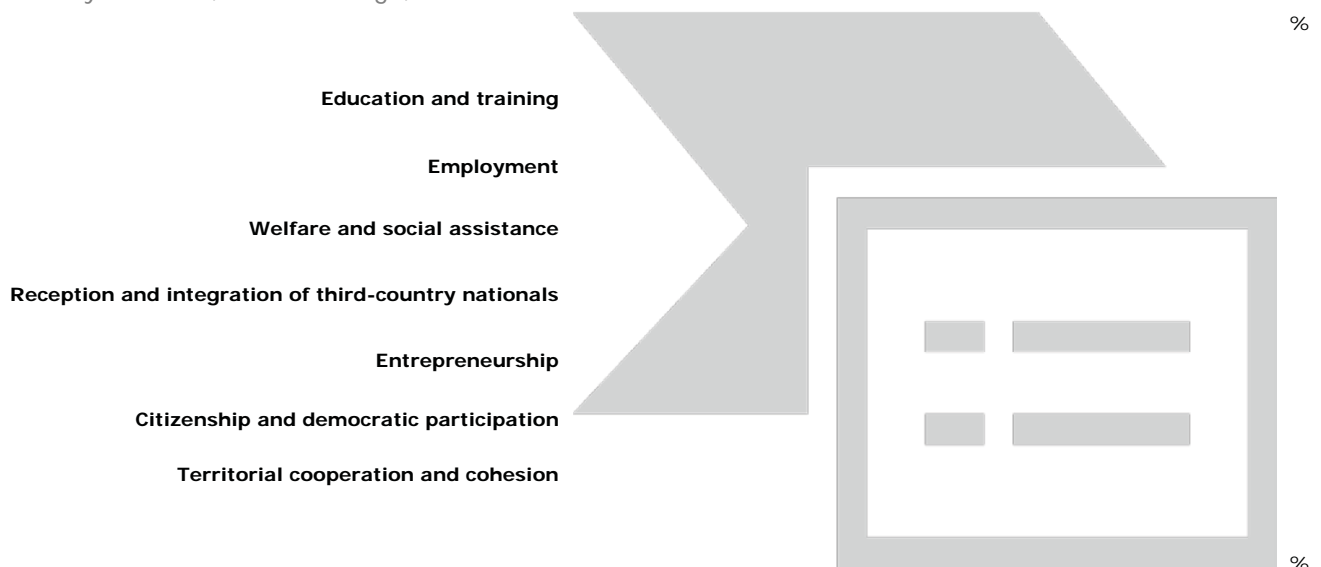 %
Education and training
Employment
Welfare and social assistance
Reception and integration of third-country nationals
Entrepreneurship
Citizenship and democratic participation
Territorial cooperation and cohesion
%